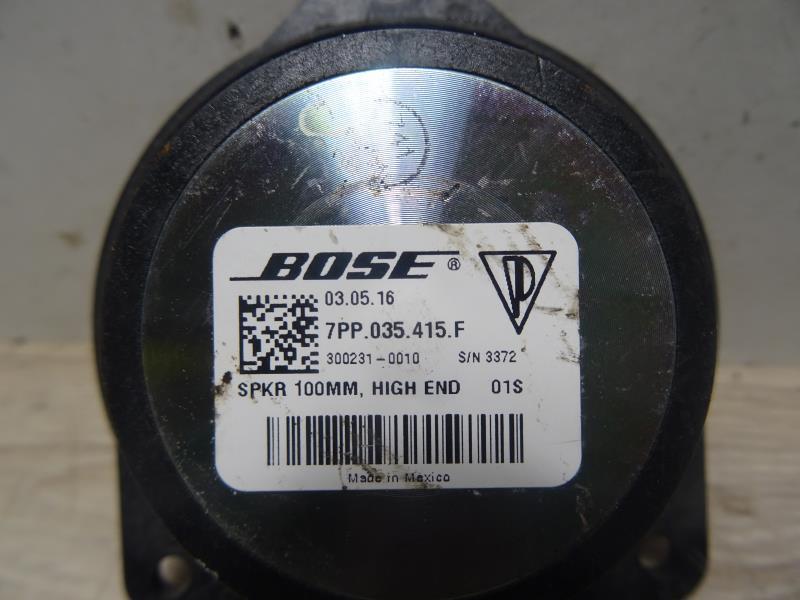 BOSE®
03.05.16
7PP.035.415.F
300231-0010 S/N 3372
SPKR 100MM, HIGH END 01S
Made in Mexico